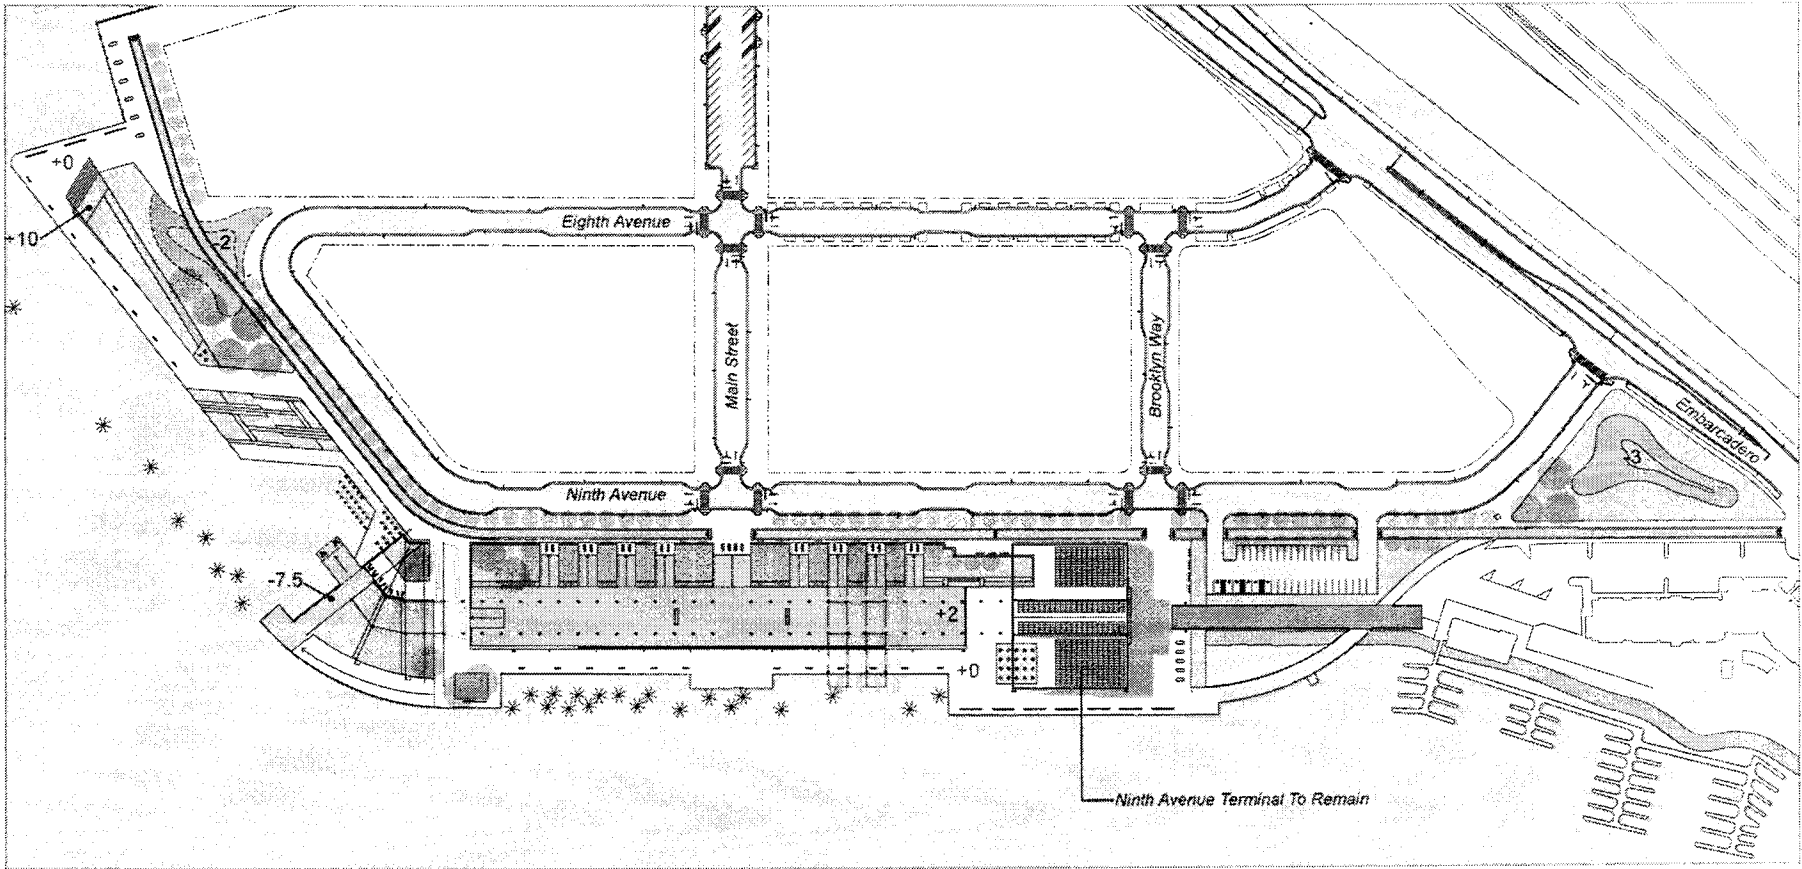 +0
+10
-2
Eighth Avenue
Main Street
Brooklyn Way
Embarcadero
-3
Ninth Avenue
-7.5
+2
+0
Ninth Avenue Terminal To Remain